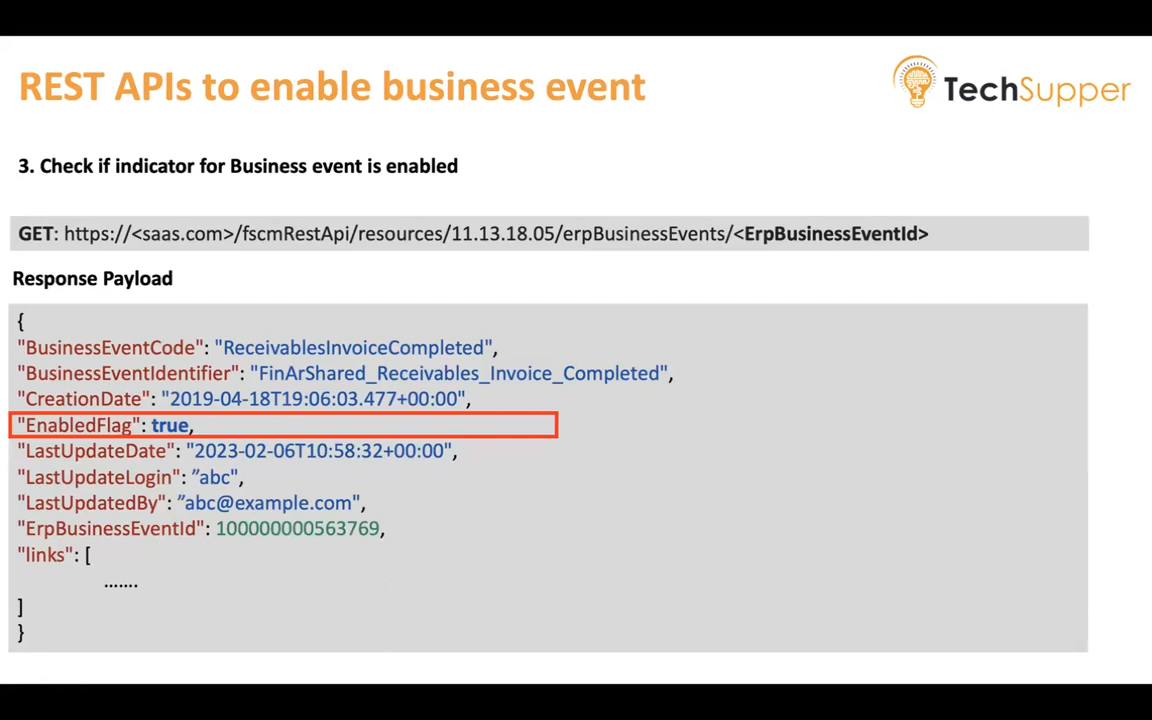 REST APIs to enable business event
TechSupper
3. Check if indicator for Business event is enabled
GET: https://<saas.com>/fscmRestApi/resources/11.13.18.05/erpBusinessEvents/<ErpBusinessEventId>
Response Payload
{
"BusinessEventCode": "ReceivablesInvoiceCompleted",
"BusinessEventIdentifier": "FinArShared_Receivables_Invoice_Completed",
"CreationDate": "2019-04-18T19:06:03.477+00:00",
"EnabledFlag": true,
"LastUpdateDate": "2023-02-06T10:58:32+00:00",
"LastUpdateLogin": ”abc",
"LastUpdatedBy": ”abc@example.com",
"ErpBusinessEventId": 100000000563769,
"links": [
.......
]
}